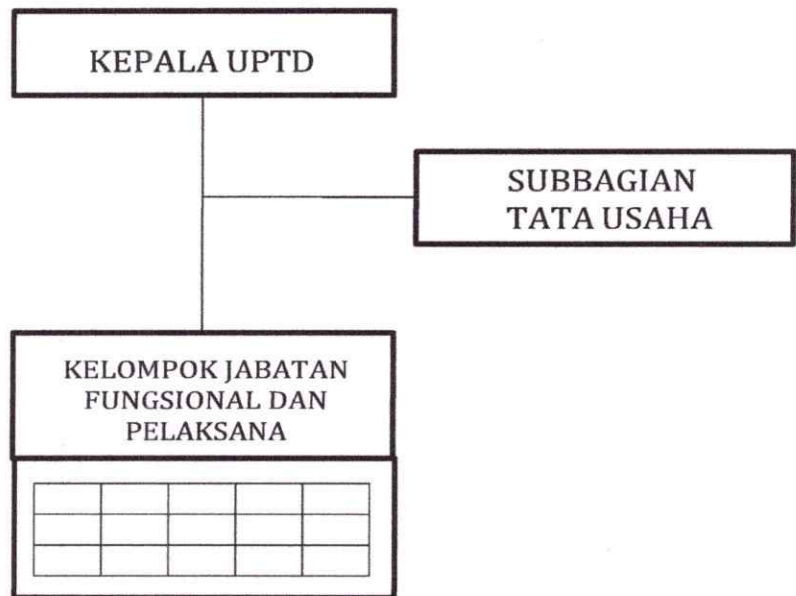 KEPALA UPTD
SUBBAGIAN
TATA USAHA
KELOMPOK JABATAN
FUNGSIONAL DAN
PELAKSANA